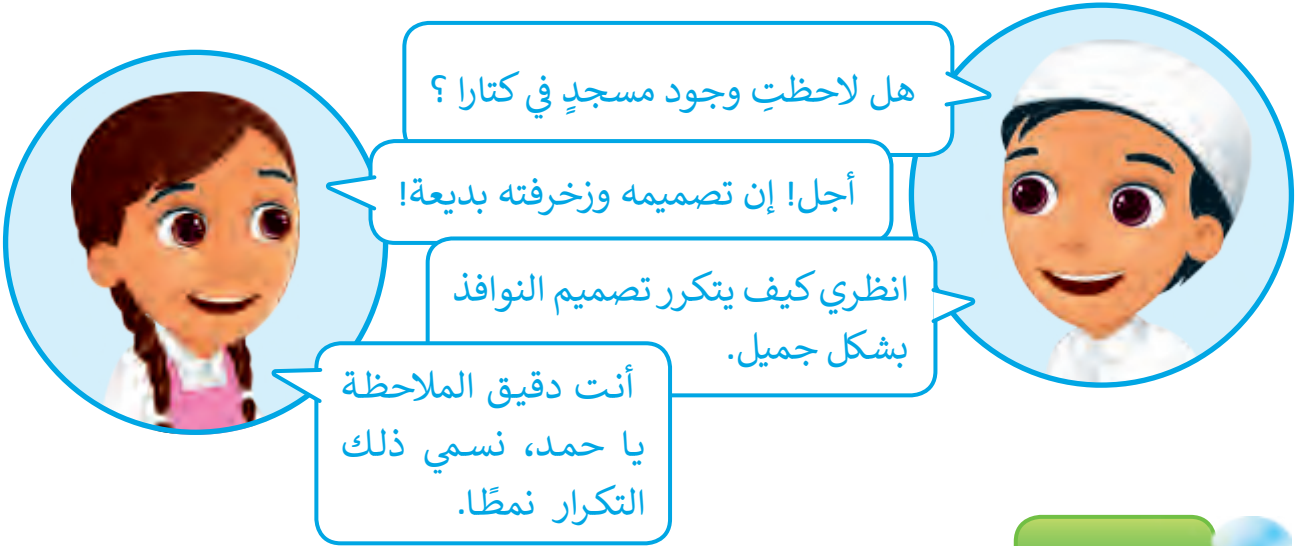 هل لاحظتِ وجود مسجدٍ في كتارا ؟
أجل! إن تصميمه وزخرفته بديعة!
انظري كيف يتكرر تصميم النوافذ
بشكل جميل.
أنت دقيق الملاحظة
يا حمد، نسمي ذلك
التكرار نمطًا.